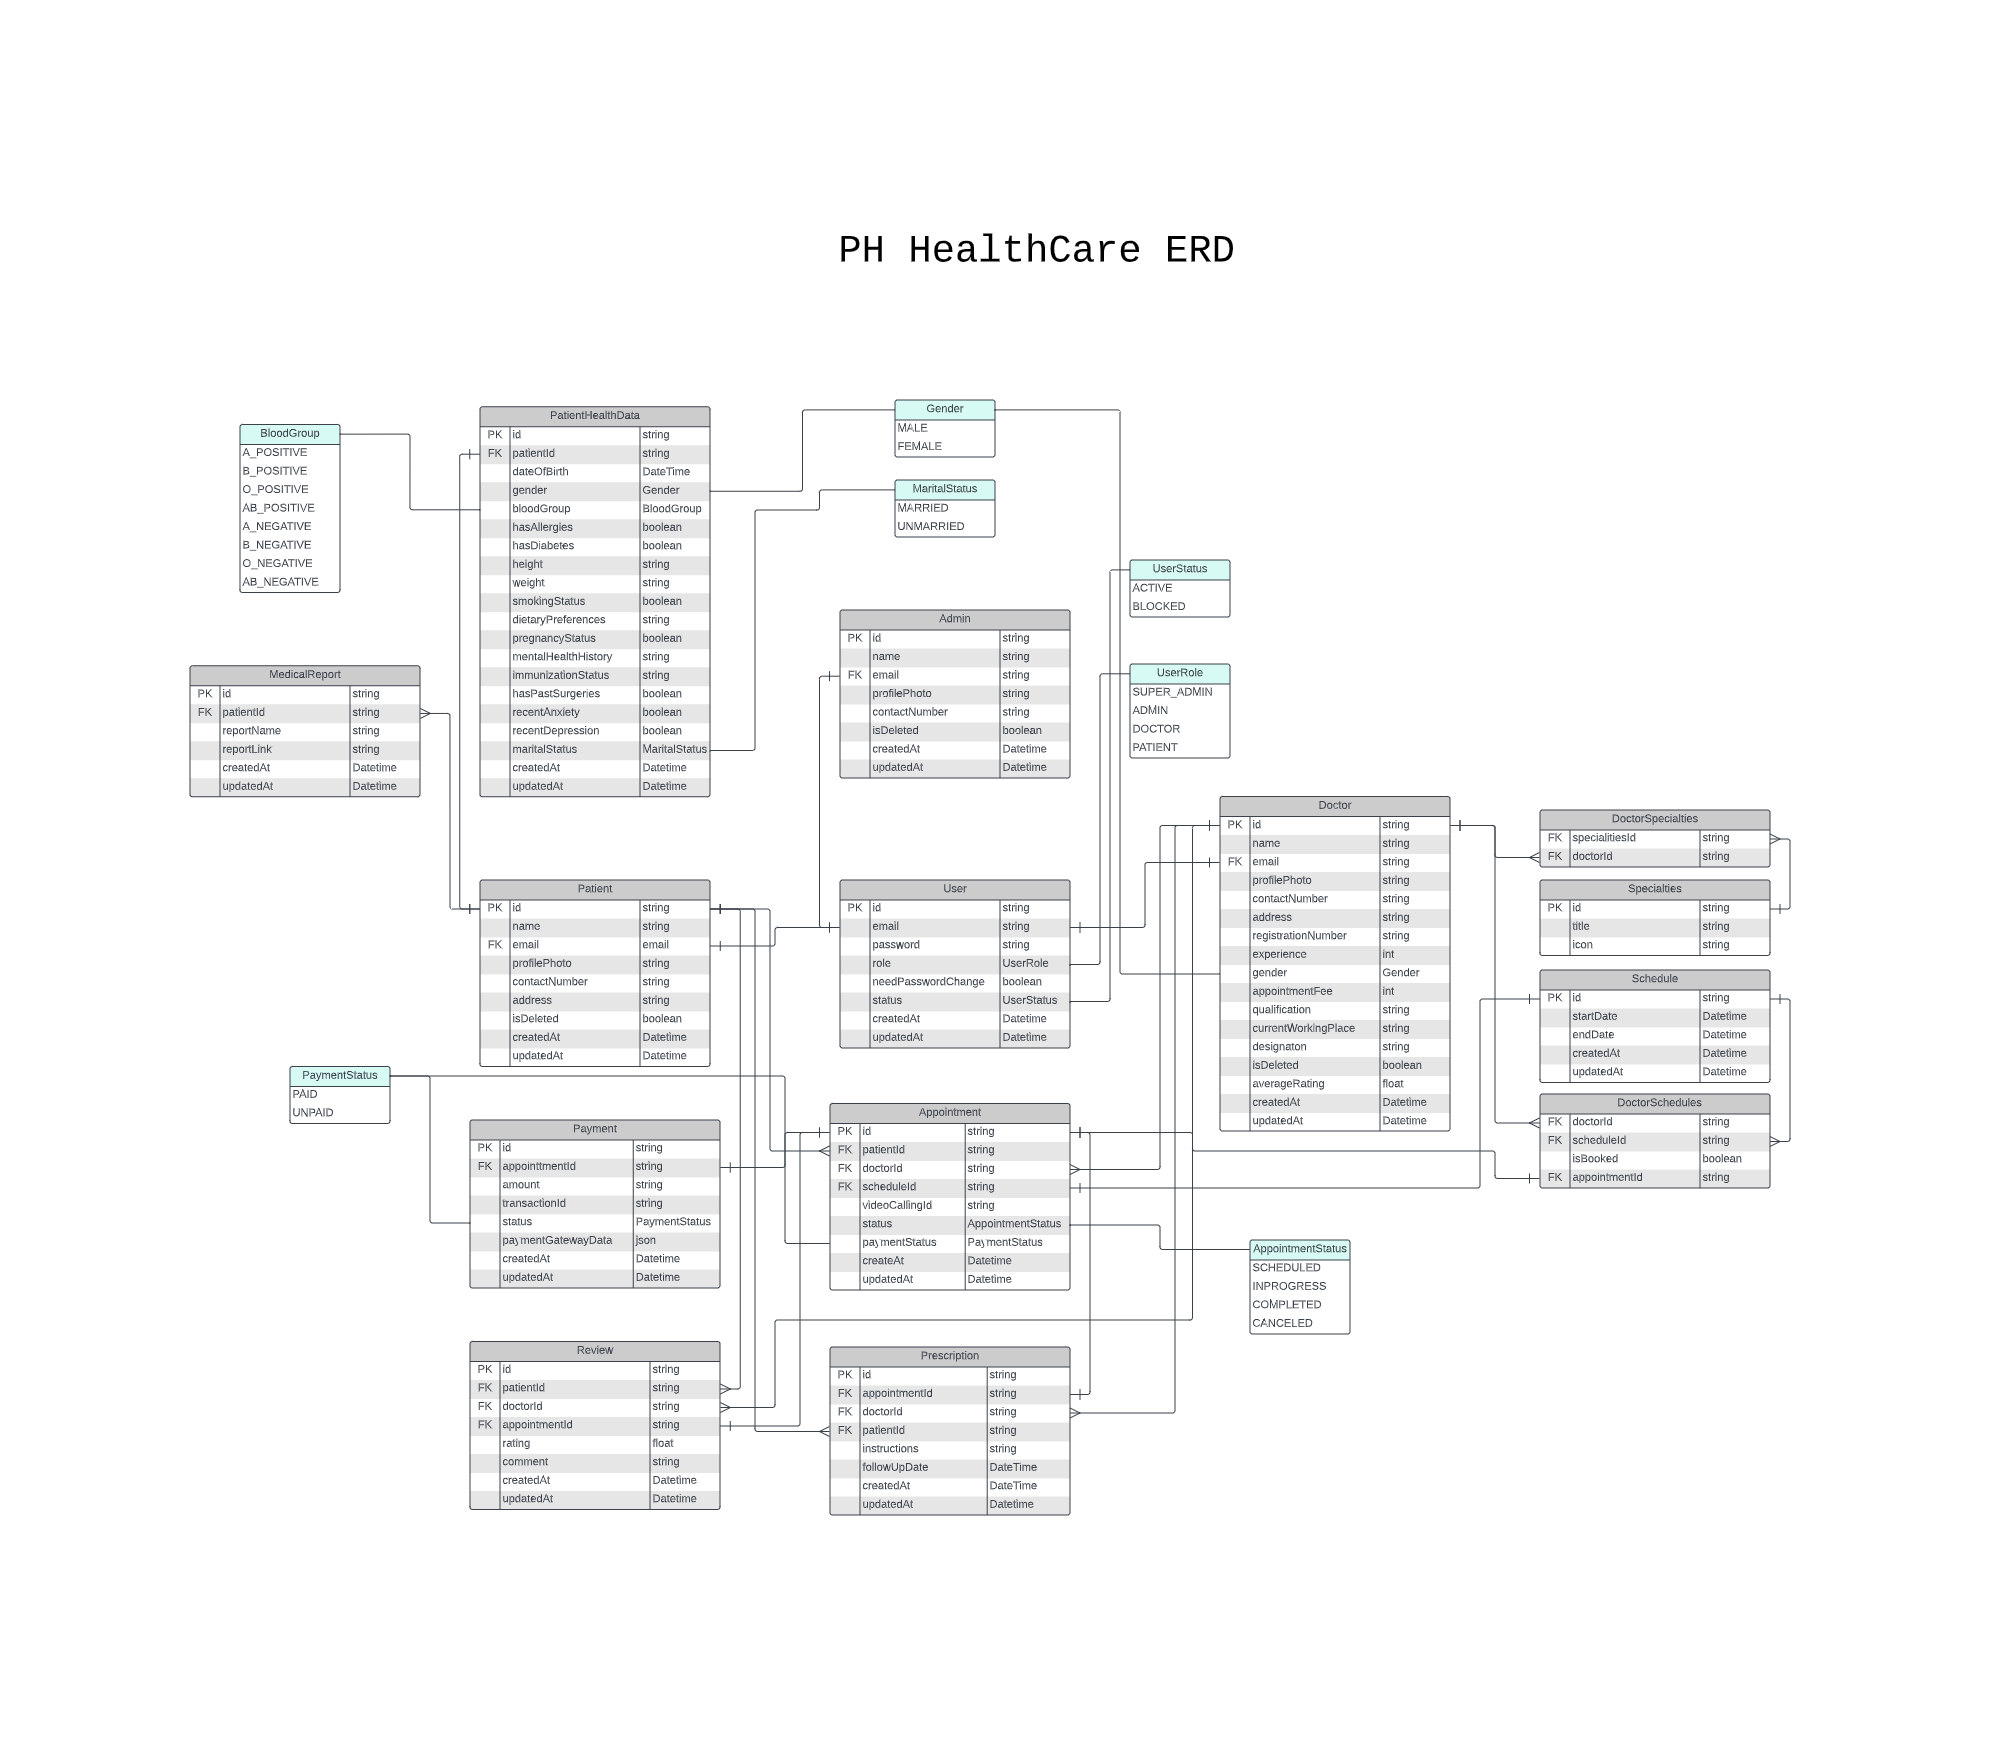 PH HealthCare ERD
BloodGroup
A_POSITIVE
B_POSITIVE
O_POSITIVE
AB_POSITIVE
A_NEGATIVE
B_NEGATIVE
O_NEGATIVE
AB_NEGATIVE
PatientHealthData
PK id string
FK patientId string
dateOfBirth DateTime
gender Gender
bloodGroup BloodGroup
hasAllergies boolean
hasDiabetes boolean
height string
weight string
smokingStatus boolean
dietaryPreferences string
pregnancyStatus boolean
mentalHealthHistory string
immunizationStatus string
hasPastSurgeries boolean
recentAnxiety boolean
recentDepression boolean
maritalStatus MaritalStatus
createdAt Datetime
updatedAt Datetime
Gender
MALE
FEMALE
MaritalStatus
MARRIED
UNMARRIED
UserStatus
ACTIVE
BLOCKED
Admin
PK id string
name string
FK email string
profilePhoto string
contactNumber string
isDeleted boolean
createdAt Datetime
updatedAt Datetime
UserRole
SUPER_ADMIN
ADMIN
DOCTOR
PATIENT
MedicalReport
PK id string
FK patientId string
reportName string
reportLink string
createdAt Datetime
updatedAt Datetime
Doctor
PK id string
name string
FK email string
profilePhoto string
contactNumber string
address string
registrationNumber string
experience int
gender Gender
appointmentFee int
qualification string
currentWorkingPlace string
designaton string
isDeleted boolean
averageRating float
createdAt Datetime
updatedAt Datetime
DoctorSpecialties
FK specialitiesId string
FK doctorId string
Specialties
PK id string
title string
icon string
Schedule
PK id string
startDate Datetime
endDate Datetime
createdAt Datetime
updatedAt Datetime
DoctorSchedules
FK doctorId string
FK scheduleId string
isBooked boolean
FK appointmentId string
Patient
PK id string
name string
FK email email
profilePhoto string
contactNumber string
address string
isDeleted boolean
createdAt Datetime
updatedAt Datetime
User
PK id string
email string
password string
role UserRole
needPasswordChange boolean
status UserStatus
createdAt Datetime
updatedAt Datetime
PaymentStatus
PAID
UNPAID
Payment
PK id string
FK appointtmentId string
amount string
transactionId string
status PaymentStatus
paymentGatewayData json
createdAt Datetime
updatedAt Datetime
Appointment
PK id string
FK patientId string
FK doctorId string
FK scheduleId string
videoCallingId string
status AppointmentStatus
paymentStatus PaymentStatus
createAt Datetime
updatedAt Datetime
AppointmentStatus
SCHEDULED
INPROGRESS
COMPLETED
CANCELED
Review
PK id string
FK patientId string
FK doctorId string
FK appointmentId string
rating float
comment string
createdAt Datetime
updatedAt Datetime
Prescription
PK id string
FK appointmentId string
FK doctorId string
FK patientId string
instructions string
followUpDate DateTime
createdAt DateTime
updatedAt Datetime